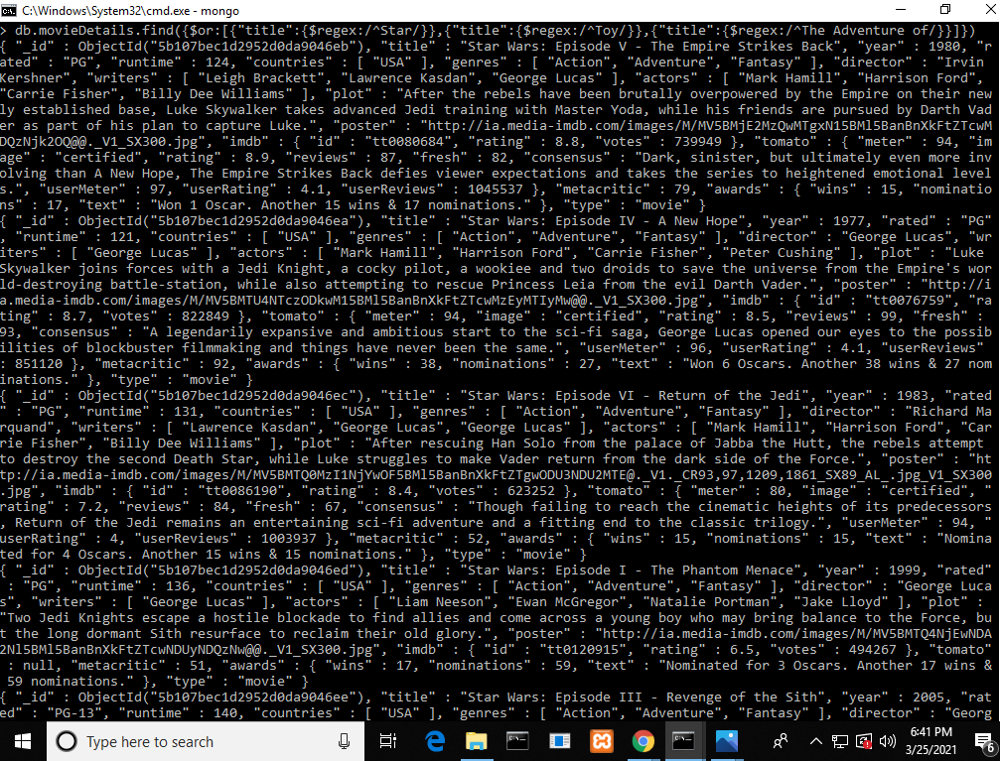 C:\Windows\System32\cmd.exe - mongo
> db.movieDetails.find({$or:[{"title":{$regex:/^Star/}},{"title":{$regex:/^Toy/}},{"title":{$regex:/^The Adventure of/}}]})
{ "_id" : ObjectId("5b107bec1d2952d0da9046eb"), "title" : "Star Wars: Episode V - The Empire Strikes Back", "year" : 1980, "r
ated" : "PG", "runtime" : 124, "countries" : [ "USA" ], "genres" : [ "Action", "Adventure", "Fantasy" ], "director" : "Irvin
Kershner", "writers" : [ "Leigh Brackett", "Lawrence Kasdan", "George Lucas" ], "actors" : [ "Mark Hamill", "Harrison Ford",
"Carrie Fisher", "Billy Dee Williams" ], "plot" : "After the rebels have been brutally overpowered by the Empire on their new
ly established base, Luke Skywalker takes advanced Jedi training with Master Yoda, while his friends are pursued by Darth Vad
er as part of his plan to capture Luke.", "poster" : "http://ia.media-imdb.com/images/M/MV5BMjE2MzQwMTgxN15BMl5BanBnXkFtZTcwM
DQzNjk2OQ@@._V1_SX300.jpg", "imdb" : { "id" : "tt0080684", "rating" : 8.8, "votes" : 739949 }, "tomato" : { "meter" : 94, "im
age" : "certified", "rating" : 8.9, "reviews" : 87, "fresh" : 82, "consensus" : "Dark, sinister, but ultimately even more inv
olving than A New Hope, The Empire Strikes Back defies viewer expectations and takes the series to heightened emotional level
s.", "userMeter" : 97, "userRating" : 4.1, "userReviews" : 1045537 }, "metacritic" : 79, "awards" : { "wins" : 15, "nominatio
ns" : 17, "text" : "Won 1 Oscar. Another 15 wins & 17 nominations." }, "type" : "movie" }
{ "_id" : ObjectId("5b107bec1d2952d0da9046ea"), "title" : "Star Wars: Episode IV - A New Hope", "year" : 1977, "rated" : "PG"
, "runtime" : 121, "countries" : [ "USA" ], "genres" : [ "Action", "Adventure", "Fantasy" ], "director" : "George Lucas", "wr
iters" : [ "George Lucas" ], "actors" : [ "Mark Hamill", "Harrison Ford", "Carrie Fisher", "Peter Cushing" ], "plot" : "Luke
Skywalker joins forces with a Jedi Knight, a cocky pilot, a wookiee and two droids to save the universe from the Empire's wor
ld-destroying battle-station, while also attempting to rescue Princess Leia from the evil Darth Vader.", "poster" : "http://i
a.media-imdb.com/images/M/MV5BMTU4NTczODkwM15BMl5BanBnXkFtZTcwMzEyMTIyMw@@._V1_SX300.jpg", "imdb" : { "id" : "tt0076759", "ra
ting" : 8.7, "votes" : 822849 }, "tomato" : { "meter" : 94, "image" : "certified", "rating" : 8.5, "reviews" : 99, "fresh" :
93, "consensus" : "A legendarily expansive and ambitious start to the sci-fi saga, George Lucas opened our eyes to the possib
ilities of blockbuster filmmaking and things have never been the same.", "userMeter" : 96, "userRating" : 4.1, "userReviews"
: 851120 }, "metacritic" : 92, "awards" : { "wins" : 38, "nominations" : 27, "text" : "Won 6 Oscars. Another 38 wins & 27 nom
inations." }, "type" : "movie" }
{ "_id" : ObjectId("5b107bec1d2952d0da9046ec"), "title" : "Star Wars: Episode VI - Return of the Jedi", "year" : 1983, "rated
" : "PG", "runtime" : 131, "countries" : [ "USA" ], "genres" : [ "Action", "Adventure", "Fantasy" ], "director" : "Richard Ma
rquand", "writers" : [ "Lawrence Kasdan", "George Lucas", "George Lucas" ], "actors" : [ "Mark Hamill", "Harrison Ford", "Car
rie Fisher", "Billy Dee Williams" ], "plot" : "After rescuing Han Solo from the palace of Jabba the Hutt, the rebels attempt
to destroy the second Death Star, while Luke struggles to make Vader return from the dark side of the Force.", "poster" : "ht
tp://ia.media-imdb.com/images/M/MV5BMTQ0MzI1NjYwOF5BMl5BanBnXkFtZTgwODU3NDU2MTE@._V1._CR93,97,1209,1861_SX89_AL_.jpg_V1_SX300
.jpg", "imdb" : { "id" : "tt0086190", "rating" : 8.4, "votes" : 623252 }, "tomato" : { "meter" : 80, "image" : "certified", "
rating" : 7.2, "reviews" : 84, "fresh" : 67, "consensus" : "Though failing to reach the cinematic heights of its predecessors
, Return of the Jedi remains an entertaining sci-fi adventure and a fitting end to the classic trilogy.", "userMeter" : 94, "
userRating" : 4, "userReviews" : 1003937 }, "metacritic" : 52, "awards" : { "wins" : 15, "nominations" : 15, "text" : "Nomina
ted for 4 Oscars. Another 15 wins & 15 nominations." }, "type" : "movie" }
{ "_id" : ObjectId("5b107bec1d2952d0da9046ed"), "title" : "Star Wars: Episode I - The Phantom Menace", "year" : 1999, "rated"
: "PG", "runtime" : 136, "countries" : [ "USA" ], "genres" : [ "Action", "Adventure", "Fantasy" ], "director" : "George Luca
s", "writers" : [ "George Lucas" ], "actors" : [ "Liam Neeson", "Ewan McGregor", "Natalie Portman", "Jake Lloyd" ], "plot" :
"Two Jedi Knights escape a hostile blockade to find allies and come across a young boy who may bring balance to the Force, bu
t the long dormant Sith resurface to reclaim their old glory.", "poster" : "http://ia.media-imdb.com/images/M/MV5BMTQ4NjEwNDA
2Nl5BMl5BanBnXkFtZTcwNDUyNDQzNw@@._V1_SX300.jpg", "imdb" : { "id" : "tt0120915", "rating" : 6.5, "votes" : 494267 }, "tomato"
: null, "metacritic" : 51, "awards" : { "wins" : 17, "nominations" : 59, "text" : "Nominated for 3 Oscars. Another 17 wins &
59 nominations." }, "type" : "movie" }
{ "_id" : ObjectId("5b107bec1d2952d0da9046ee"), "title" : "Star Wars: Episode III - Revenge of the Sith", "year" : 2005, "rat
ed" : "PG-13", "runtime" : 140, "countries" : [ "USA" ], "genres" : [ "Action", "Adventure", "Fantasy" ], "director" : "Georg
Type here to search
6:41 PM
3/25/2021
6